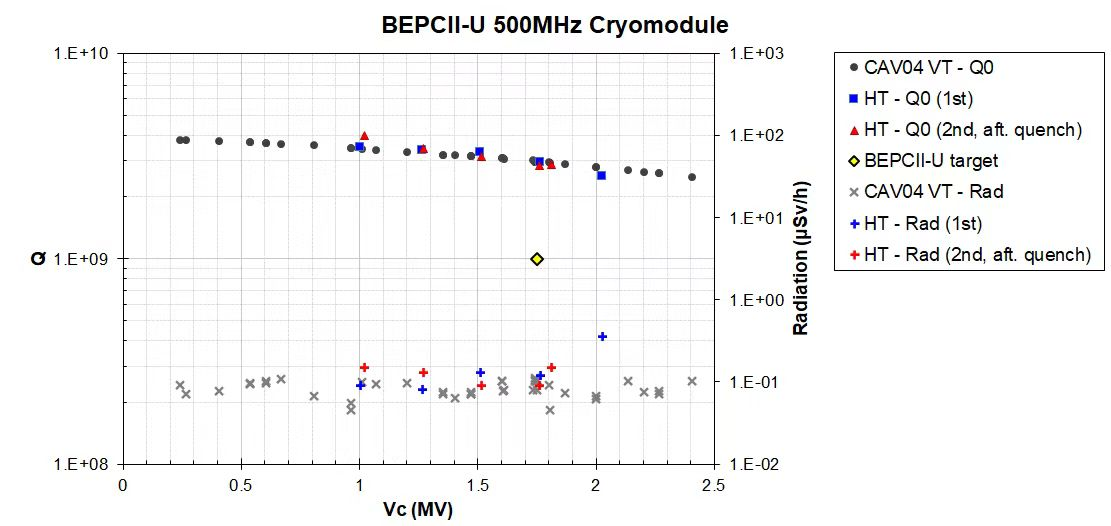 BEPCII-U 500MHz Cryomodule
1.E+10
1.E+09
1.E+08
Q
0
0.5
1
1.5
2
2.5
Vc (MV)
1.E+03
1.E+02
1.E+01
1.E+00
1.E-01
1.E-02
Radiation (μSv/h)
CAV04 VT - Q0
HT - Q0 (1st)
HT - Q0 (2nd, aft. quench)
BEPCII-U target
CAV04 VT - Rad
HT - Rad (1st)
HT - Rad (2nd, aft. quench)